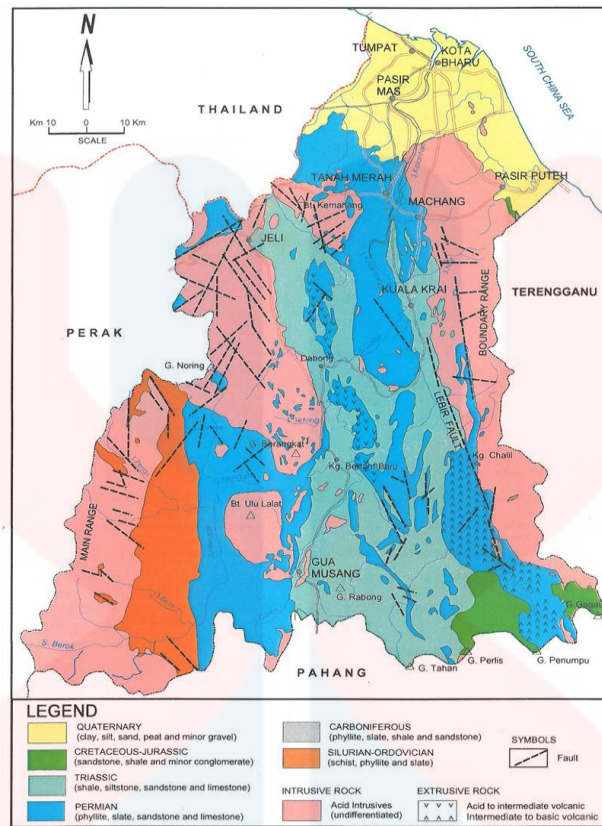 N
Km 10 0 10 Km
SCALE
THAILAND
SOUTH CHINA SEA
TUMPAT
KOTA BHARU
PASIR MAS
TANAH MERAH
PASIR PUTEH
MACHANG
Bt. Kemahang
JELI
KUALA KRAI
TERENGGANU
BOUNDARY RANGE
PERAK
G. Noring
Dabong
LEBIR FAULT
G. Berangkat
Kg. Bertam Baru
Kg. Chalil
Bt. Ulu Lalat
MAIN RANGE
GUA MUSANG
G. Rabong
S. Berok
PAHANG
G. Tahan
G. Perlis
G. Penumpu
LEGEND
QUATERNARY
(clay, silt, sand, peat and minor gravel)
CRETACEOUS-JURASSIC
(sandstone, shale and minor conglomerate)
TRIASSIC
(shale, siltstone, sandstone and limestone)
PERMIAN
(phyllite, slate, sandstone and limestone)
CARBONIFEROUS
(phyllite, slate, shale and sandstone)
SILURIAN-ORDOVICIAN
(schist, phyllite and slate)
INTRUSIVE ROCK
Acid Intrusives
(undifferentiated)
EXTRUSIVE ROCK
Acid to intermediate volcanic
Intermediate to basic volcanic
SYMBOLS
Fault